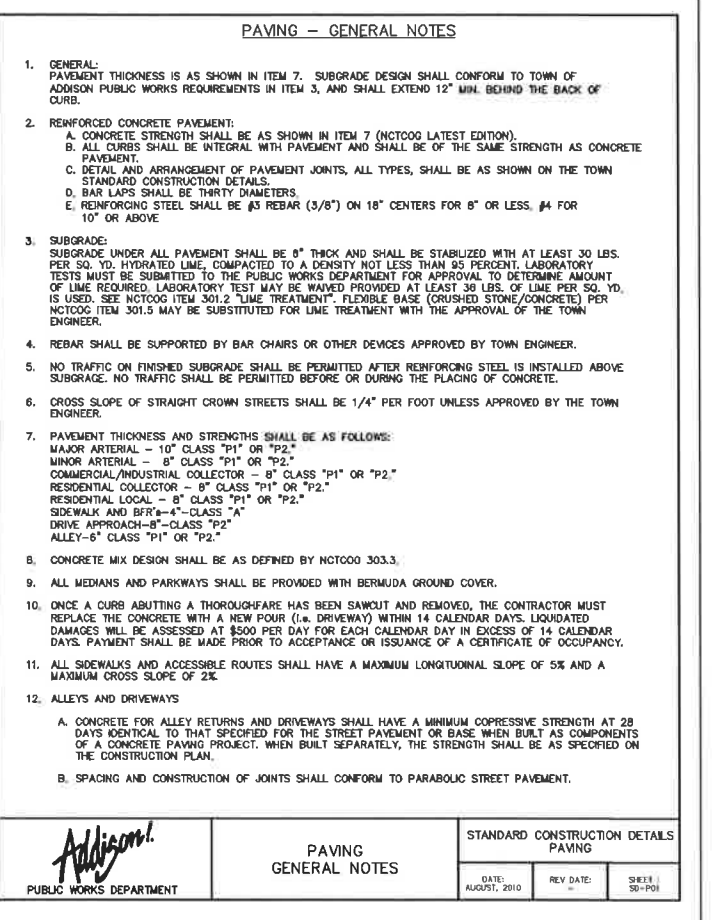 PAVING – GENERAL NOTES
1. GENERAL:
PAVEMENT THICKNESS IS AS SHOWN IN ITEM 7. SUBGRADE DESIGN SHALL CONFORM TO TOWN OF
ADDISON PUBLIC WORKS REQUIREMENTS IN ITEM 3, AND SHALL EXTEND 12" MIN. BEHIND THE BACK OF
CURB.
2. REINFORCED CONCRETE PAVEMENT:
A. CONCRETE STRENGTH SHALL BE AS SHOWN IN ITEM 7 (NCTCOG LATEST EDITION).
B. ALL CURBS SHALL BE INTEGRAL WITH PAVEMENT AND SHALL BE OF THE SAME STRENGTH AS CONCRETE
PAVEMENT.
C. DETAIL AND ARRANGEMENT OF PAVEMENT JOINTS, ALL TYPES, SHALL BE AS SHOWN ON THE TOWN
STANDARD CONSTRUCTION DETAILS.
D. BAR LAPS SHALL BE THIRTY DIAMETERS.
E. REINFORCING STEEL SHALL BE #3 REBAR (3/8") ON 18" CENTERS FOR 8" OR LESS, #4 FOR
10" OR ABOVE
3. SUBGRADE:
SUBGRADE UNDER ALL PAVEMENT SHALL BE 8" THICK AND SHALL BE STABILIZED WITH AT LEAST 30 LBS.
PER SQ. YD. HYDRATED LIME, COMPACTED TO A DENSITY NOT LESS THAN 95 PERCENT. LABORATORY
TESTS MUST BE SUBMITTED TO THE PUBLIC WORKS DEPARTMENT FOR APPROVAL TO DETERMINE AMOUNT
OF LIME REQUIRED. LABORATORY TEST MAY BE WAIVED PROVIDED AT LEAST 36 LBS. OF LIME PER SQ. YD.
IS USED. SEE NCTCOG ITEM 301.2 "LIME TREATMENT". FLEXIBLE BASE (CRUSHED STONE/CONCRETE) PER
NCTCOG ITEM 301.5 MAY BE SUBSTITUTED FOR LIME TREATMENT WITH THE APPROVAL OF THE TOWN
ENGINEER.
4. REBAR SHALL BE SUPPORTED BY BAR CHAIRS OR OTHER DEVICES APPROVED BY TOWN ENGINEER.
5. NO TRAFFIC ON FINISHED SUBGRADE SHALL BE PERMITTED AFTER REINFORCING STEEL IS INSTALLED ABOVE
SUBGRAGE. NO TRAFFIC SHALL BE PERMITTED BEFORE OR DURING THE PLACING OF CONCRETE.
6. CROSS SLOPE OF STRAIGHT CROWN STREETS SHALL BE 1/4" PER FOOT UNLESS APPROVED BY THE TOWN
ENGINEER.
7. PAVEMENT THICKNESS AND STRENGTHS SHALL BE AS FOLLOWS:
MAJOR ARTERIAL – 10" CLASS "P1" OR "P2."
MINOR ARTERIAL – 8" CLASS "P1" OR "P2."
COMMERCIAL/INDUSTRIAL COLLECTOR – 8" CLASS "P1" OR "P2."
RESIDENTIAL COLLECTOR – 8" CLASS "P1" OR "P2."
RESIDENTIAL LOCAL – 8" CLASS "P1" OR "P2."
SIDEWALK AND BFR's–4"–CLASS "A"
DRIVE APPROACH–8"–CLASS "P2"
ALLEY–6" CLASS "P1" OR "P2."
8. CONCRETE MIX DESIGN SHALL BE AS DEFINED BY NCTCOG 303.3.
9. ALL MEDIANS AND PARKWAYS SHALL BE PROVIDED WITH BERMUDA GROUND COVER.
10. ONCE A CURB ABUTTING A THOROUGHFARE HAS BEEN SAWCUT AND REMOVED, THE CONTRACTOR MUST
REPLACE THE CONCRETE WITH A NEW POUR (i.e. DRIVEWAY) WITHIN 14 CALENDAR DAYS. LIQUIDATED
DAMAGES WILL BE ASSESSED AT $500 PER DAY FOR EACH CALENDAR DAY IN EXCESS OF 14 CALENDAR
DAYS. PAYMENT SHALL BE MADE PRIOR TO ACCEPTANCE OR ISSUANCE OF A CERTIFICATE OF OCCUPANCY.
11. ALL SIDEWALKS AND ACCESSIBLE ROUTES SHALL HAVE A MAXIMUM LONGITUDINAL SLOPE OF 5% AND A
MAXIMUM CROSS SLOPE OF 2%.
12. ALLEYS AND DRIVEWAYS
A. CONCRETE FOR ALLEY RETURNS AND DRIVEWAYS SHALL HAVE A MINIMUM COPRESSIVE STRENGTH AT 28
DAYS IDENTICAL TO THAT SPECIFIED FOR THE STREET PAVEMENT OR BASE WHEN BUILT AS COMPONENTS
OF A CONCRETE PAVING PROJECT. WHEN BUILT SEPARATELY, THE STRENGTH SHALL BE AS SPECIFIED ON
THE CONSTRUCTION PLAN.
B. SPACING AND CONSTRUCTION OF JOINTS SHALL CONFORM TO PARABOLIC STREET PAVEMENT.
Addison!
PUBLIC WORKS DEPARTMENT
PAVING
GENERAL NOTES
STANDARD CONSTRUCTION DETAILS
PAVING
DATE:
AUGUST, 2010
REV DATE:
–
SHEET
SD-P01